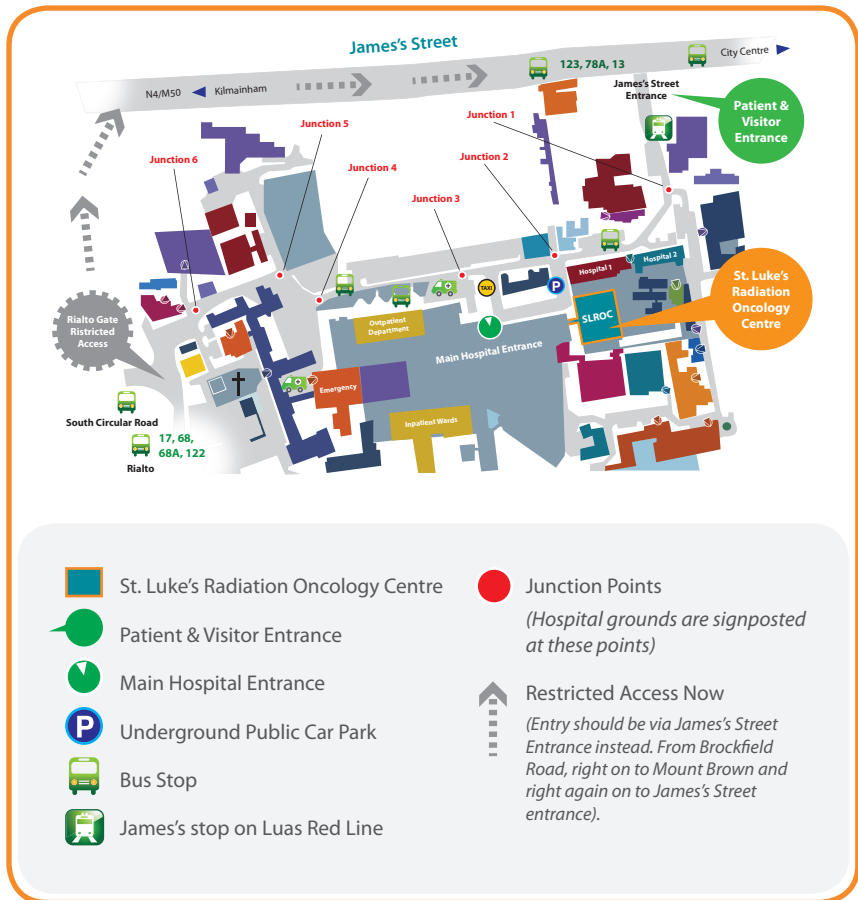 James's Street
City Centre
123, 78A, 13
N4/M50
Kilmainham
James's Street
Entrance
Patient &
Visitor
Entrance
Junction 1
Junction 5
Junction 2
Junction 6
Junction 4
Junction 3
Hospital 2
Hospital 1
TAXI
P
St. Luke's
Radiation
Oncology
Centre
SLROC
Rialto Gate
Ristricted
Access
Outpatient
Department
Main Hospital Entrance
Emergency
Inpatient Wards
South Circular Road
17, 68,
68A, 122
Rialto
St. Luke's Radiation Oncology Centre
Patient & Visitor Entrance
Main Hospital Entrance
P
Underground Public Car Park
Bus Stop
James's stop on Luas Red Line
Junction Points
(Hospital grounds are signposted
at these points)
Restricted Access Now
(Entry should be via James's Street
Entrance instead. From Brockfield
Road, right on to Mount Brown and
right again on to James's Street
entrance).